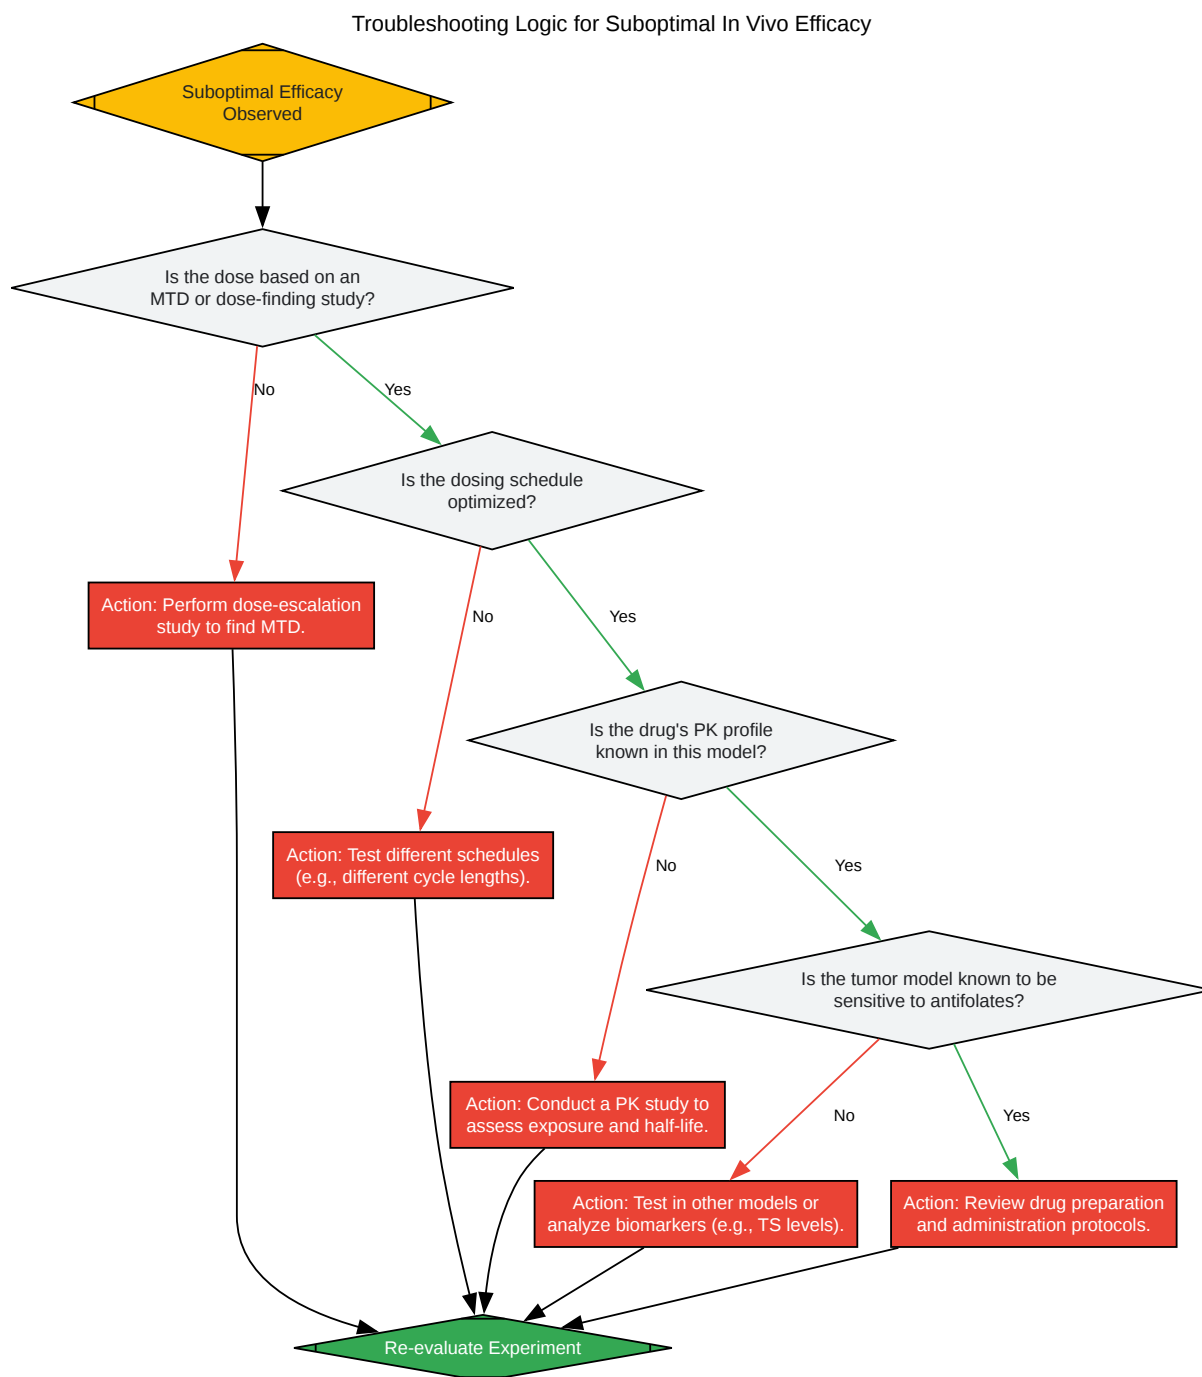 Troubleshooting Logic for Suboptimal In Vivo Efficacy
Suboptimal Efficacy
Observed
Is the dose based on an
MTD or dose-finding study?
No
Yes
Is the dosing schedule
optimized?
Action: Perform dose-escalation
study to find MTD.
No
Yes
Is the drug's PK profile
known in this model?
Action: Test different schedules
(e.g., different cycle lengths).
No
Yes
Is the tumor model known to be
sensitive to antifolates?
Action: Conduct a PK study to
assess exposure and half-life.
No
Yes
Action: Test in other models or
analyze biomarkers (e.g., TS levels).
Action: Review drug preparation
and administration protocols.
Re-evaluate Experiment